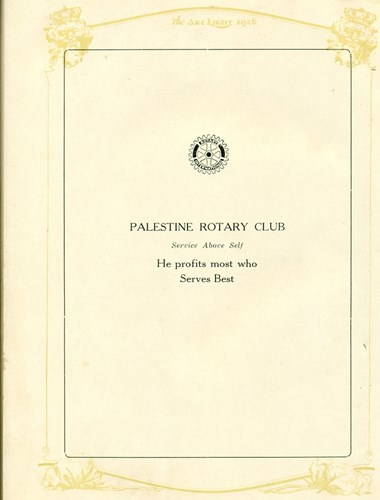 PALESTINE ROTARY CLUB
Service Above Self
He profits most who
Serves Best